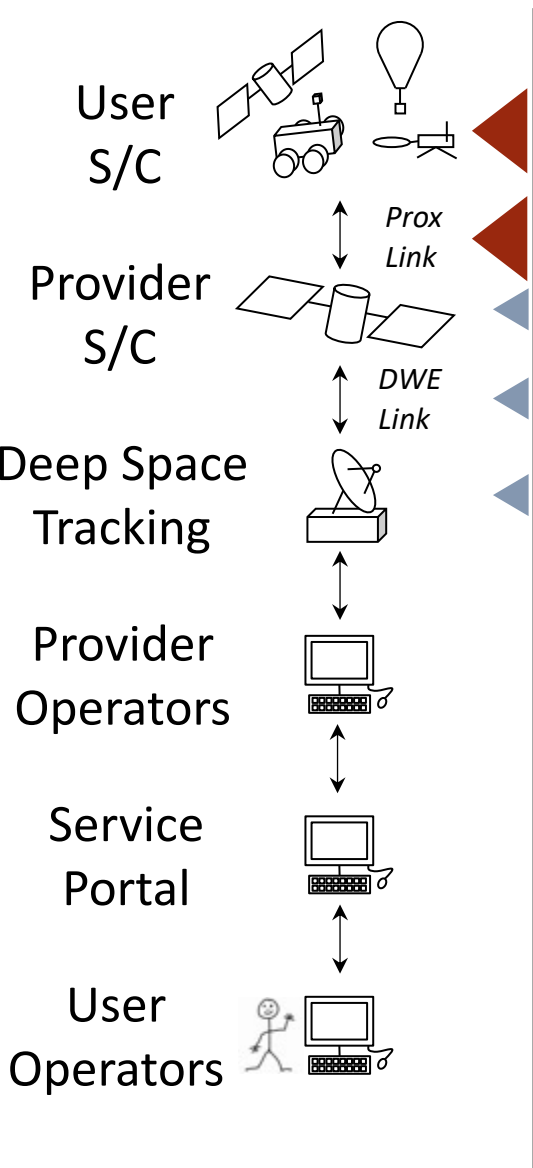 User
S/C
Prox
Link
Provider
S/C
DWE
Link
Deep Space
Tracking
Provider
Operators
Service
Portal
User
Operators